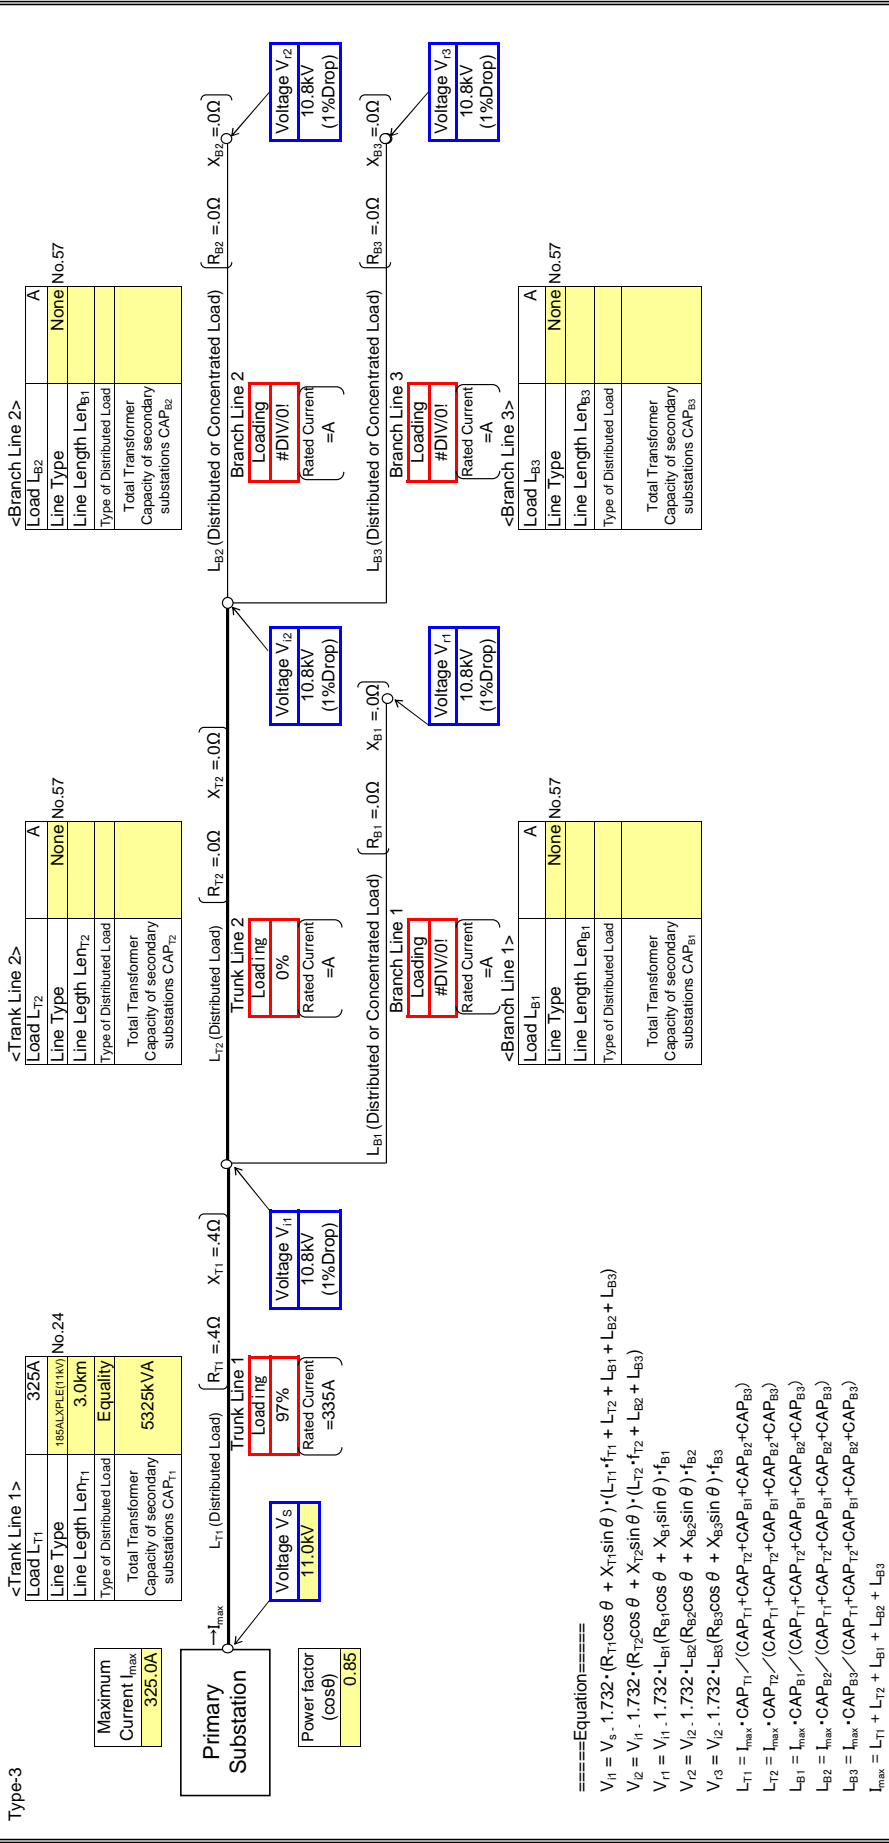 Type-3
<Trank Line 1>
Load LT1 325A
Line Type 185ALXPLE(11kV) No.24
Line Legth LenT1 3.0km
Type of Distributed Load Equality
Total Transformer
Capacity of secondary
substations CAPT1
5325kVA
<Trank Line 2>
Load LT2 A
Line Type None No.57
Line Legth LenT2
Type of Distributed Load
Total Transformer
Capacity of secondary
substations CAPT2
<Branch Line 2>
Load LB2 A
Line Type None No.57
Line Length LenB1
Type of Distributed Load
Total Transformer
Capacity of secondary
substations CAPB2
Maximum
Current Imax
325.0A
Primary
Substation
→Imax
Power factor
(cosθ)
0.85
Voltage VS
11.0kV
LT1 (Distributed Load)
RT1 =.4Ω XT1 =.4Ω
Trunk Line 1
Loading
97%
Rated Current
=335A
Voltage Vi1
10.8kV
(1%Drop)
LT2 (Distributed Load)
RT2 =.0Ω XT2 =.0Ω
Trunk Line 2
Loading
0%
Rated Current
=A
Voltage Vi2
10.8kV
(1%Drop)
LB2 (Distributed or Concentrated Load)
RB2 =.0Ω XB2 =.0Ω
Branch Line 2
Loading
#DIV/0!
Rated Current
=A
Voltage Vr2
10.8kV
(1%Drop)
LB1 (Distributed or Concentrated Load)
RB1 =.0Ω XB1 =.0Ω
Branch Line 1
Loading
#DIV/0!
Rated Current
=A
Voltage Vr1
10.8kV
(1%Drop)
LB3 (Distributed or Concentrated Load)
RB3 =.0Ω XB3 =.0Ω
Branch Line 3
Loading
#DIV/0!
Rated Current
=A
Voltage Vr3
10.8kV
(1%Drop)
<Branch Line 1>
Load LB1 A
Line Type None No.57
Line Length LenB1
Type of Distributed Load
Total Transformer
Capacity of secondary
substations CAPB1
<Branch Line 3>
Load LB3 A
Line Type None No.57
Line Length LenB3
Type of Distributed Load
Total Transformer
Capacity of secondary
substations CAPB3
=====Equation=====
Vi1 = Vs - 1.732・(RT1cosθ + XT1sinθ)・(LT1・fT1 + LT2 + LB1 + LB2 + LB3)
Vi2 = Vi1 - 1.732・(RT2cosθ + XT2sinθ)・(LT2・fT2 + LB2 + LB3)
Vr1 = Vi1 - 1.732・LB1(RB1cosθ + XB1sinθ)・fB1
Vr2 = Vi2 - 1.732・LB2(RB2cosθ + XB2sinθ)・fB2
Vr3 = Vi2 - 1.732・LB3(RB3cosθ + XB3sinθ)・fB3
LT1 = Imax・CAPT1／(CAPT1+CAPT2+CAPB1+CAPB2+CAPB3)
LT2 = Imax・CAPT2／(CAPT1+CAPT2+CAPB1+CAPB2+CAPB3)
LB1 = Imax・CAPB1／(CAPT1+CAPT2+CAPB1+CAPB2+CAPB3)
LB2 = Imax・CAPB2／(CAPT1+CAPT2+CAPB1+CAPB2+CAPB3)
LB3 = Imax・CAPB3／(CAPT1+CAPT2+CAPB1+CAPB2+CAPB3)
Imax = LT1 + LT2 + LB1 + LB2 + LB3